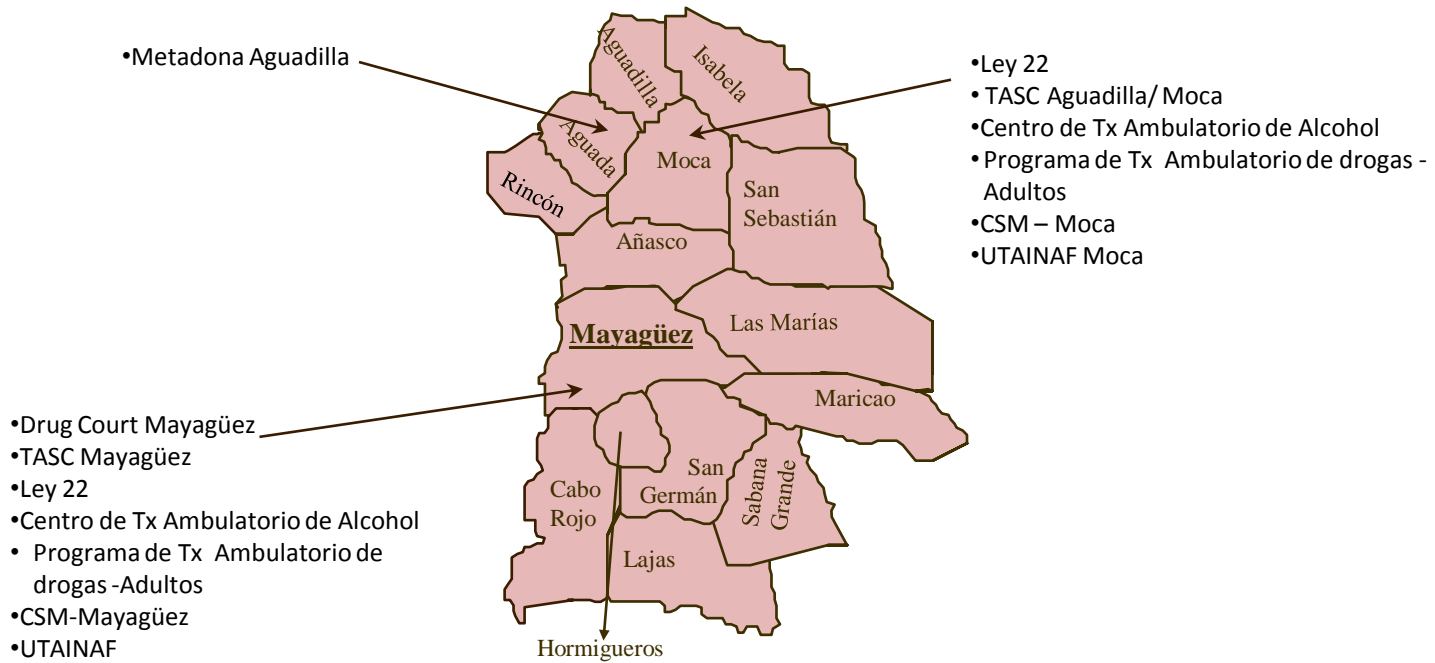 •Metadona Aguadilla
Aguadilla
Isabela
Aguada
Moca
Rincón
San
Sebastián
Añasco
Mayagüez
Las Marías
Maricao
San
Germán
Sabana
Grande
Cabo
Rojo
Lajas
Hormigueros
•Ley 22
• TASC Aguadilla/ Moca
•Centro de Tx Ambulatorio de Alcohol
• Programa de Tx Ambulatorio de drogas -
Adultos
•CSM – Moca
•UTAINAF Moca
•Drug Court Mayagüez
•TASC Mayagüez
•Ley 22
•Centro de Tx Ambulatorio de Alcohol
• Programa de Tx Ambulatorio de
drogas -Adultos
•CSM-Mayagüez
•UTAINAF